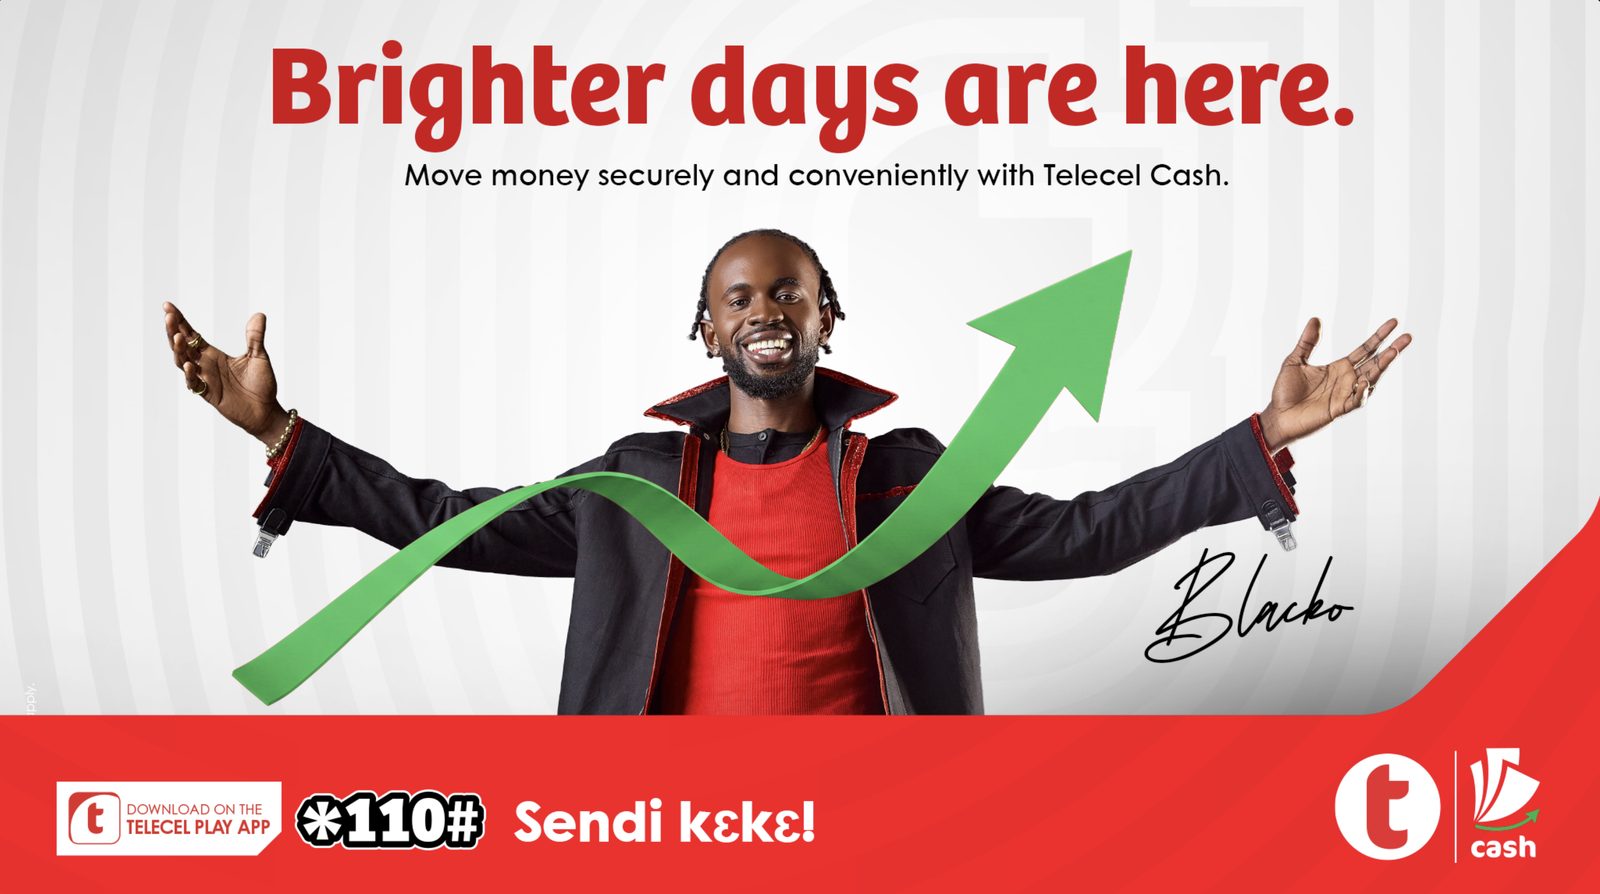 Brighter days are here.
Move money securely and conveniently with Telecel Cash.
Blacko
pply.
t
DOWNLOAD ON THE
TELECEL PLAY APP
*110#
Sendi kɛkɛ!
t
cash